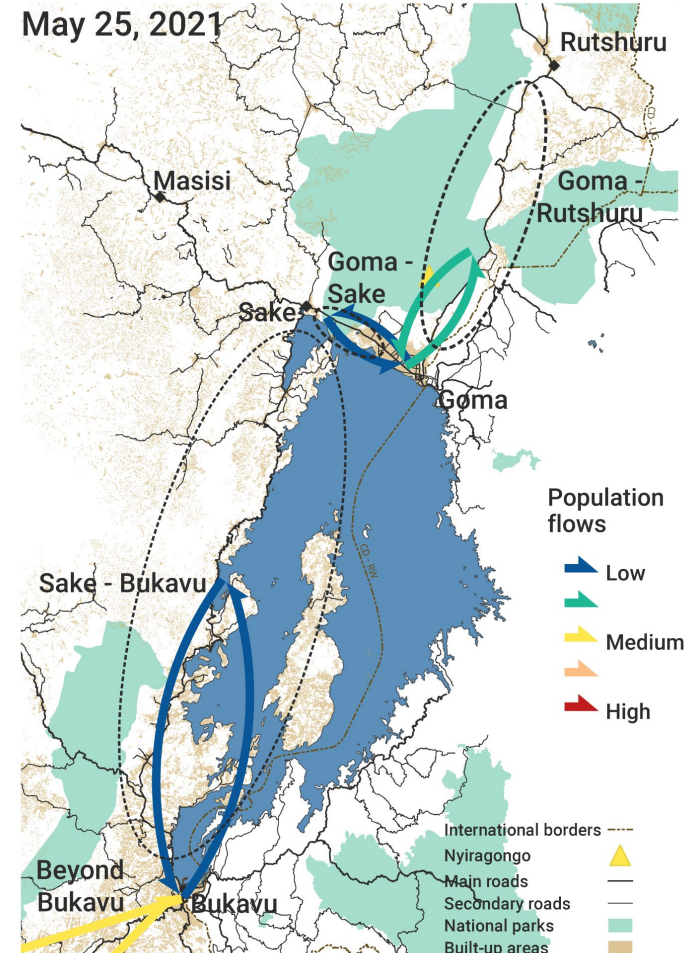 May 25, 2021
Rutshuru
Masisi
Goma -
Rutshuru
Goma -
Sake
Sake
Goma
Population
flows
Low
Medium
High
CD - RW
Sake - Bukavu
Beyond
Bukavu
Bukavu
International borders
Nyiragongo
Main roads
Secondary roads
National parks
Built-up areas